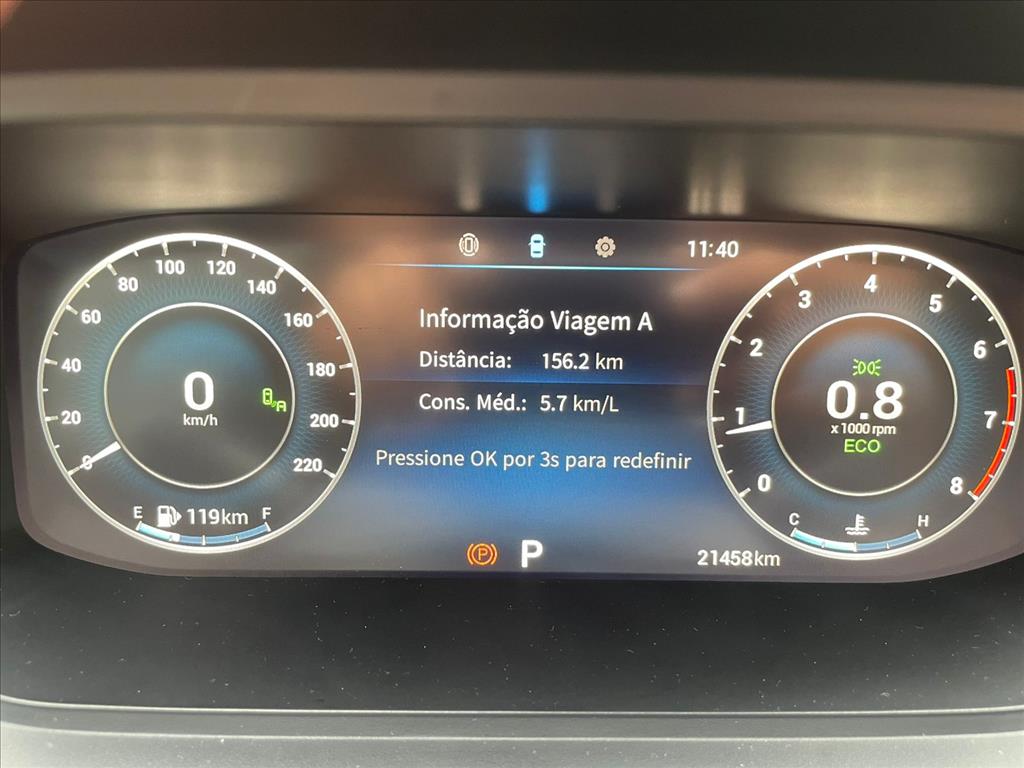 11:40
0
20
40
60
80
100
120
140
160
180
200
220
0
km/h
A
E
119km
F
Informação Viagem A
Distância: 156.2 km
Cons. Méd.: 5.7 km/L
Pressione OK por 3s para redefinir
P
P
21458km
0
1
2
3
4
5
6
7
8
0.8
x 1000 rpm
ECO
C
H